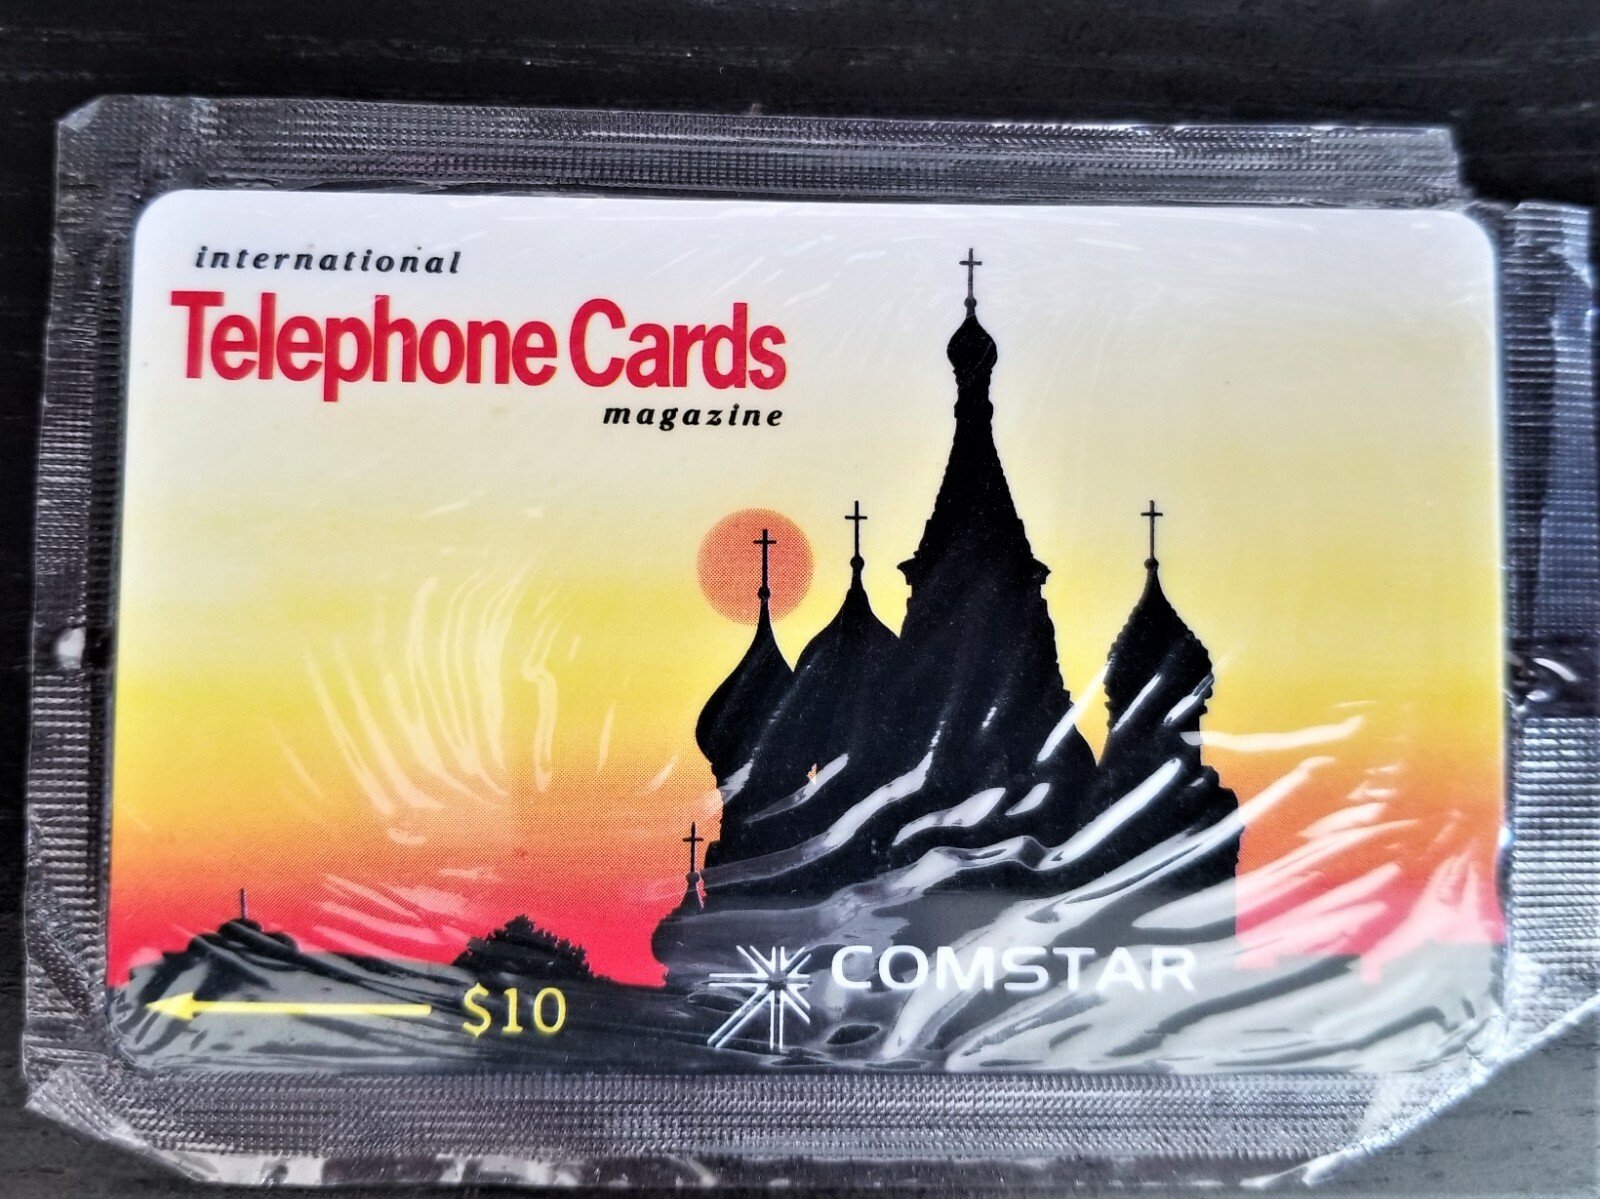 international
Telephone Cards
magazine
COMSTAR
$10